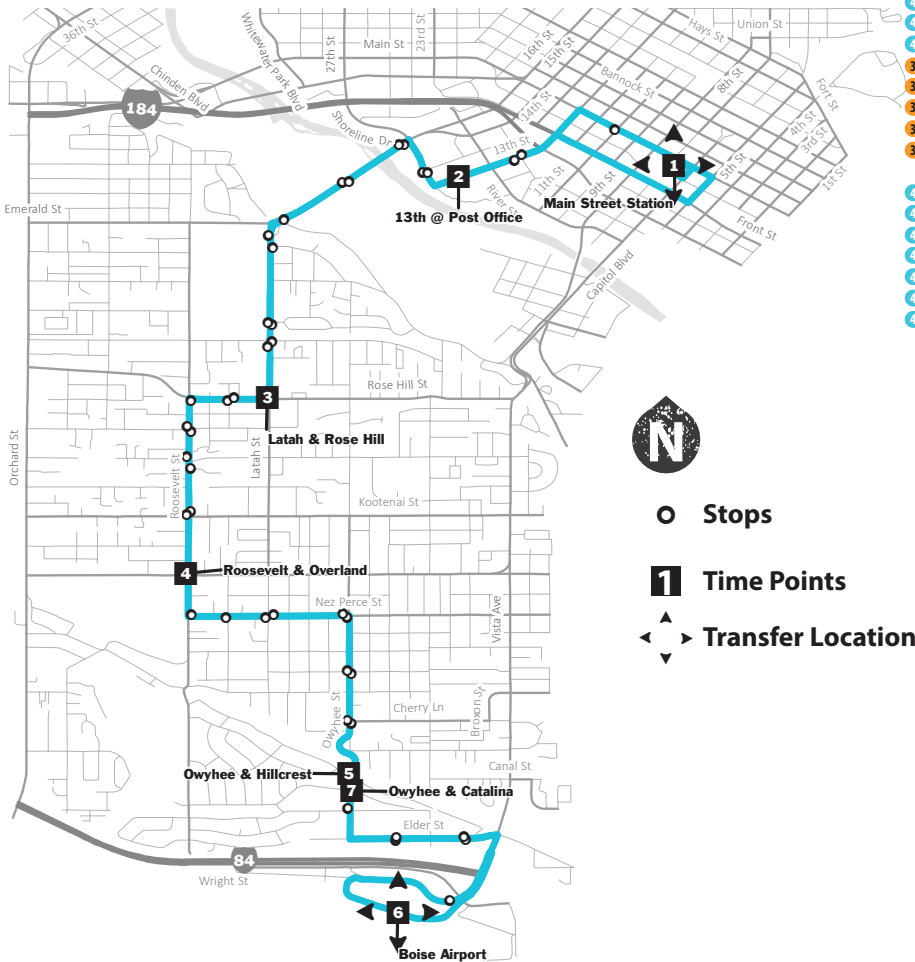 36th St
Whitewater Park Blvd
27th St
Main St
23rd St
16th St
15th St
Hays St
Union St
Chinden Blvd
Bannock St
8th St
Fort St
184
14th St
4th St
3rd St
Shoreline Dr
13th St
5th St
1st St
11th St
9th St
1
2
River St
Main Street Station
13th @ Post Office
Emerald St
Front St
Capitol Blvd
3
Rose Hill St
Latah & Rose Hill
Latah St
Orchard St
Roosevelt St
Kootenai St
N
Stops
4
Roosevelt & Overland
1
Time Points
Nez Perce St
Vista Ave
Transfer Location
Owyhee St
Cherry Ln
Broxon St
Owyhee & Hillcrest
5
Canal St
7
Owyhee & Catalina
Elder St
84
Wright St
6
Boise Airport